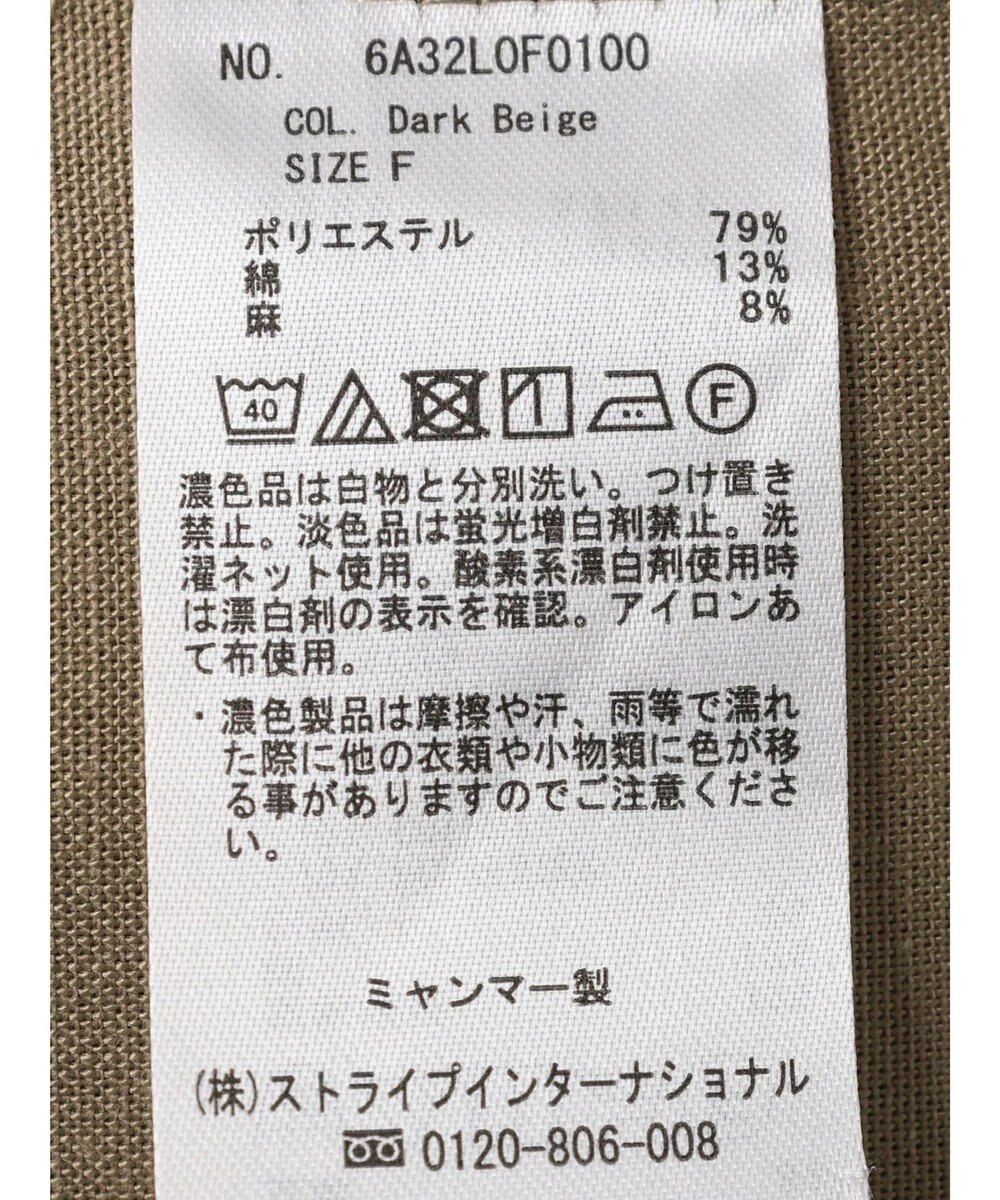 NO. 6A32L0F0100
COL. Dark Beige
SIZE F
ポリエステル 79%
綿 13%
麻 8%
40 F
濃色品は白物と分別洗い。つけ置き
禁止。淡色品は蛍光増白剤禁止。洗
濯ネット使用。酸素系漂白剤使用時
は漂白剤の表示を確認。アイロンあ
て布使用。
・濃色製品は摩擦や汗、雨等で濡れ
た際に他の衣類や小物類に色が移
る事がありますのでご注意くださ
い。
ミャンマー製
(株)ストライプインターナショナル
0120-806-008